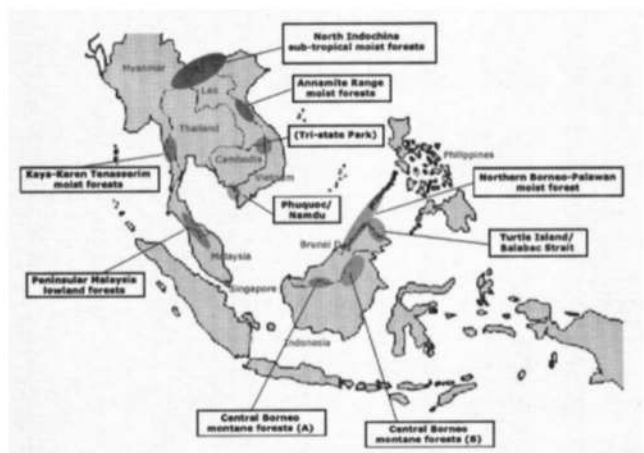 North Indochina
sub-tropical moist forests
Myanmar
Annamite Range
moist forests
Lao
Thailand
(Tri-state Park)
Cambodia
Philippines
Kaya-Karen Tenasserim
moist forests
Vietnam
Northern Borneo-Palawan
moist forest
Phuquoc/
Namdu
Brunei Da
Turtle Island/
Balabac Strait
Malaysia
Peninsular Malaysia
lowland forests
Singapore
Indonesia
Central Borneo
montane forests (A)
Central Borneo
montane forests (B)